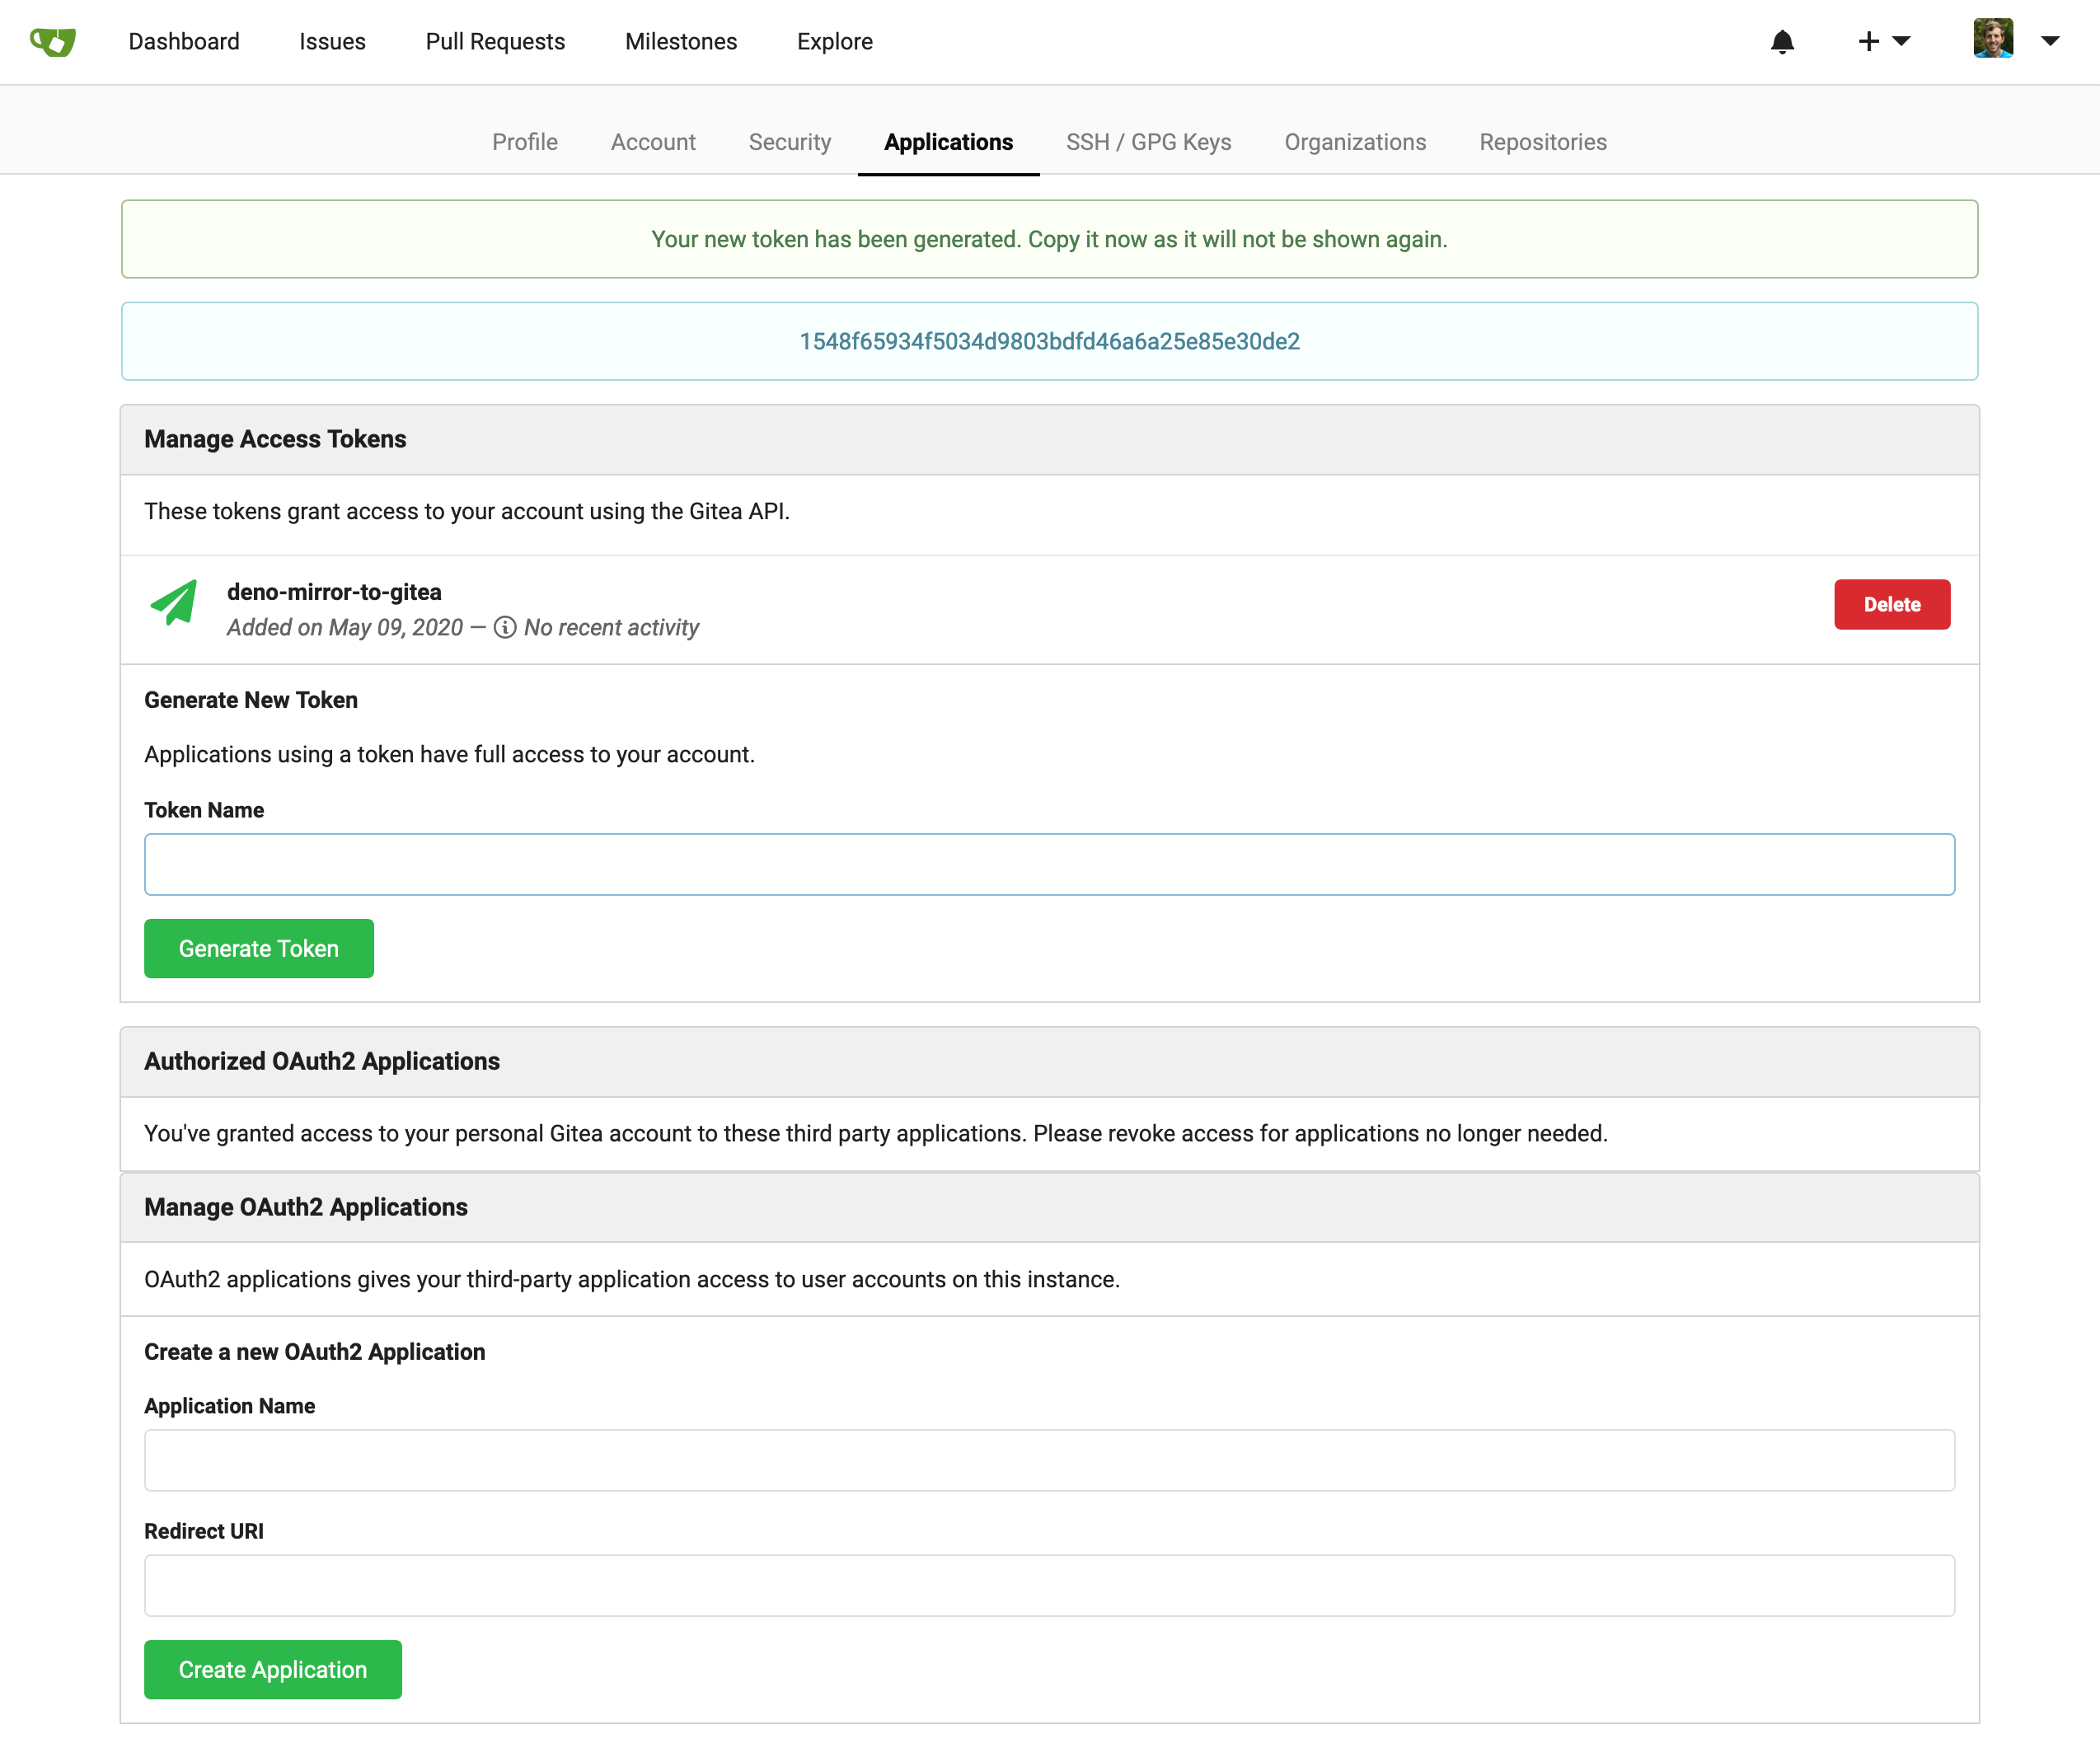 Dashboard Issues Pull Requests Milestones Explore
Profile Account Security Applications SSH / GPG Keys Organizations Repositories
Your new token has been generated. Copy it now as it will not be shown again.
1548f65934f5034d9803bdfd46a6a25e85e30de2
Manage Access Tokens
These tokens grant access to your account using the Gitea API.
deno-mirror-to-gitea
Delete
Added on May 09, 2020 — No recent activity
Generate New Token
Applications using a token have full access to your account.
Token Name
Generate Token
Authorized OAuth2 Applications
You've granted access to your personal Gitea account to these third party applications. Please revoke access for applications no longer needed.
Manage OAuth2 Applications
OAuth2 applications gives your third-party application access to user accounts on this instance.
Create a new OAuth2 Application
Application Name
Redirect URI
Create Application